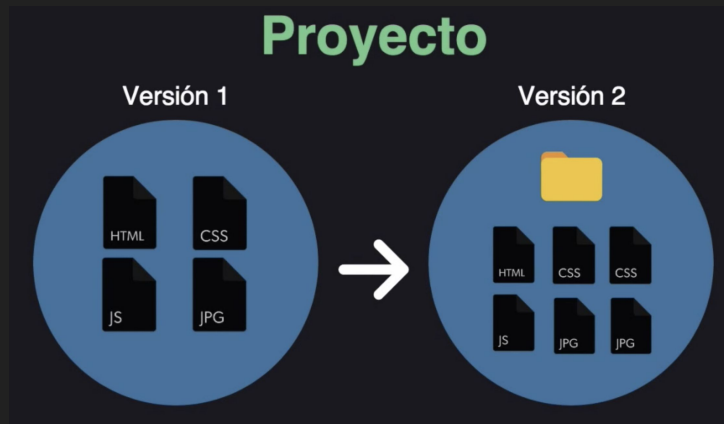 Proyecto
Versión 1
HTML
CSS
JS
JPG
Versión 2
HTML
CSS
CSS
JS
JPG
JPG